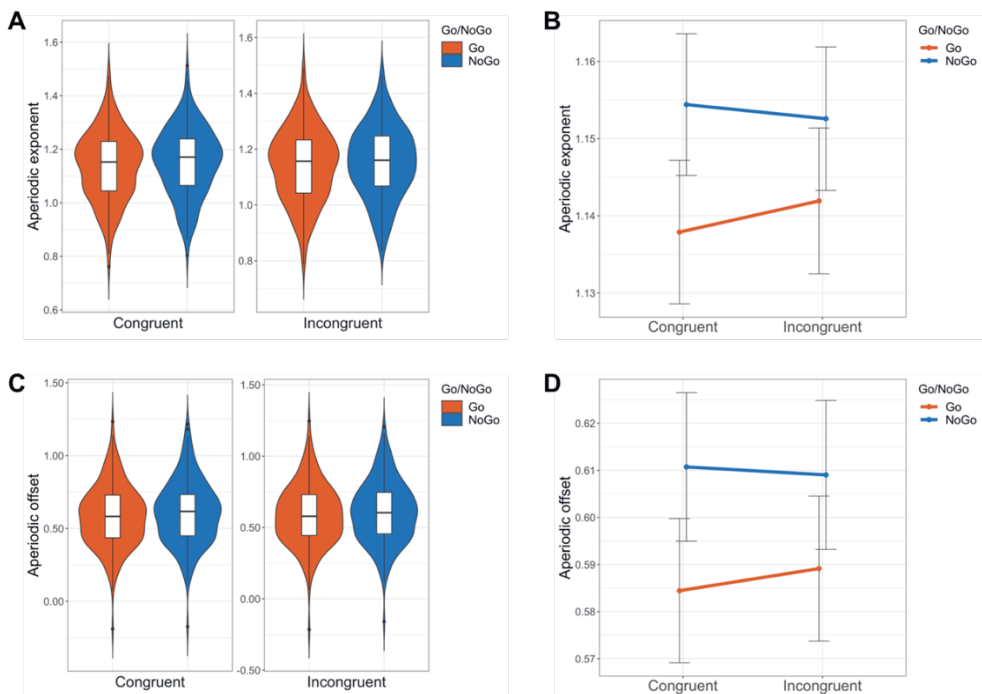 A
Aperiodic exponent
1.6
1.4
1.2
1.0
0.8
0.6
Congruent
1.6
1.4
1.2
1.0
0.8
Incongruent
Go/NoGo
Go
NoGo
B
Aperiodic exponent
1.16
1.15
1.14
1.13
Congruent
Incongruent
Go/NoGo
Go
NoGo
C
Aperiodic offset
1.50
1.00
0.50
0.00
Congruent
1.50
1.00
0.50
0.00
-0.50
Incongruent
Go/NoGo
Go
NoGo
D
Aperiodic offset
0.62
0.61
0.60
0.59
0.58
0.57
Congruent
Incongruent
Go/NoGo
Go
NoGo